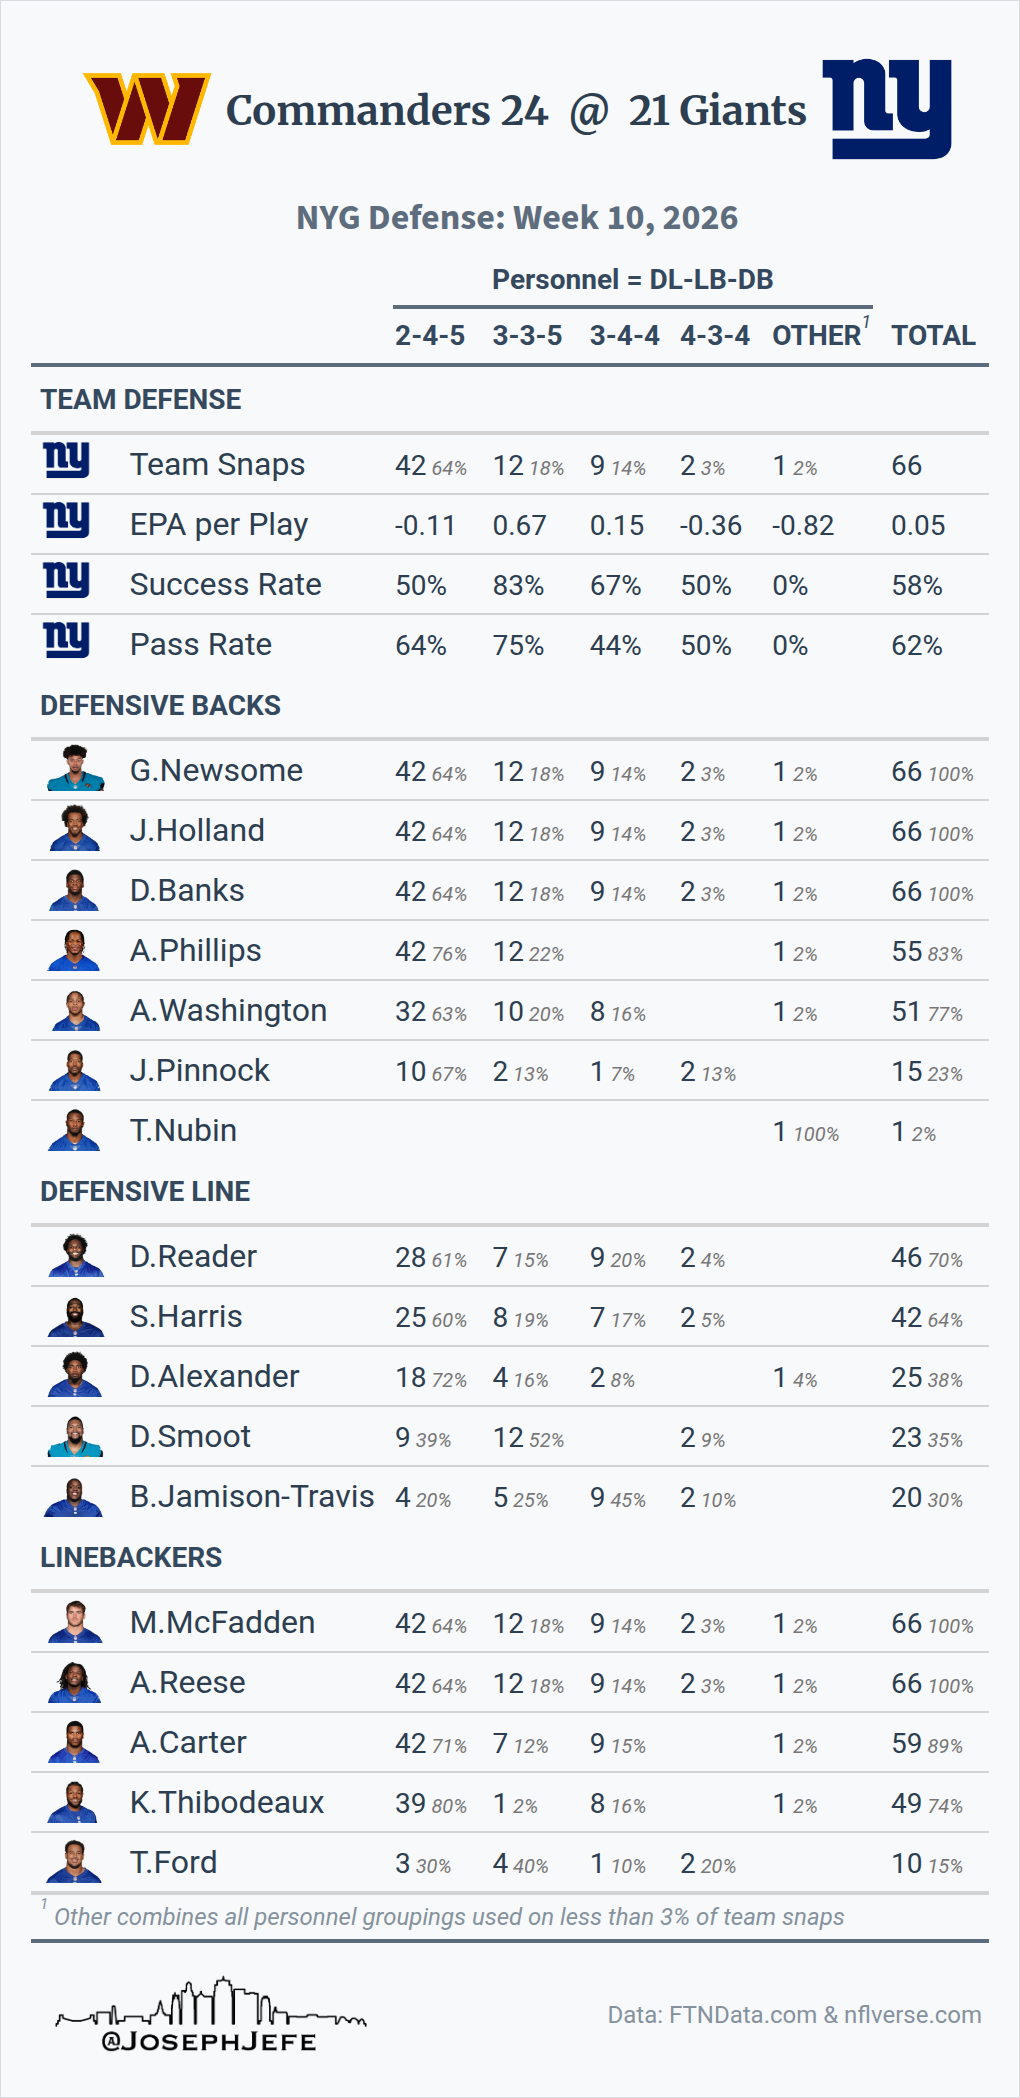 Commanders 24 @ 21 Giants
NYG Defense: Week 10, 2026
Personnel = DL-LB-DB
2-4-5 3-3-5 3-4-4 4-3-4 OTHER1 TOTAL
TEAM DEFENSE
ny Team Snaps 42 64% 12 18% 9 14% 2 3% 1 2% 66
ny EPA per Play -0.11 0.67 0.15 -0.36 -0.82 0.05
ny Success Rate 50% 83% 67% 50% 0% 58%
ny Pass Rate 64% 75% 44% 50% 0% 62%
DEFENSIVE BACKS
G.Newsome 42 64% 12 18% 9 14% 2 3% 1 2% 66 100%
J.Holland 42 64% 12 18% 9 14% 2 3% 1 2% 66 100%
D.Banks 42 64% 12 18% 9 14% 2 3% 1 2% 66 100%
A.Phillips 42 76% 12 22% 1 2% 55 83%
A.Washington 32 63% 10 20% 8 16% 1 2% 51 77%
J.Pinnock 10 67% 2 13% 1 7% 2 13% 15 23%
T.Nubin 1 100% 1 2%
DEFENSIVE LINE
D.Reader 28 61% 7 15% 9 20% 2 4% 46 70%
S.Harris 25 60% 8 19% 7 17% 2 5% 42 64%
D.Alexander 18 72% 4 16% 2 8% 1 4% 25 38%
D.Smoot 9 39% 12 52% 2 9% 23 35%
B.Jamison-Travis 4 20% 5 25% 9 45% 2 10% 20 30%
LINEBACKERS
M.McFadden 42 64% 12 18% 9 14% 2 3% 1 2% 66 100%
A.Reese 42 64% 12 18% 9 14% 2 3% 1 2% 66 100%
A.Carter 42 71% 7 12% 9 15% 1 2% 59 89%
K.Thibodeaux 39 80% 1 2% 8 16% 1 2% 49 74%
T.Ford 3 30% 4 40% 1 10% 2 20% 10 15%
1 Other combines all personnel groupings used on less than 3% of team snaps
@JOSEPHJEFE
Data: FTNData.com & nflverse.com